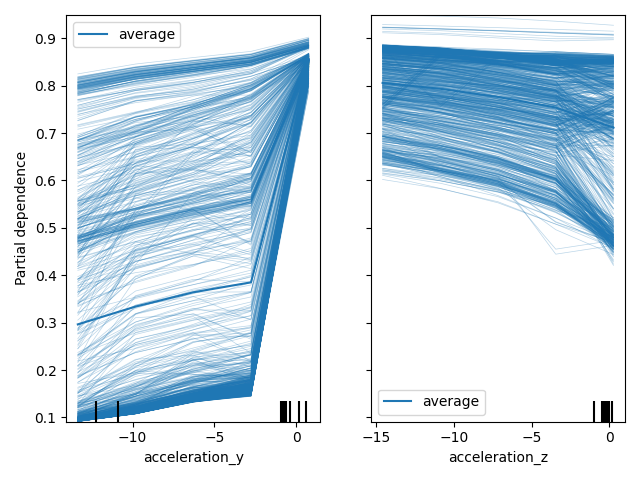 average
Partial dependence
0.9
0.8
0.7
0.6
0.5
0.4
0.3
0.2
0.1
−10 −5 0
acceleration_y
average
−15 −10 −5 0
acceleration_z